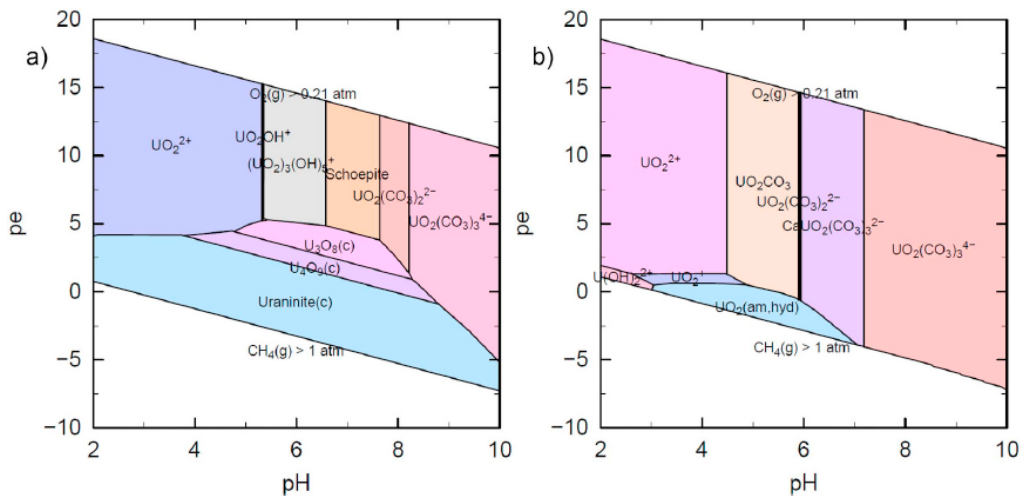 a)
20
15
10
5
0
−5
−10
pe
2
4
6
8
10
pH
O₂(g) > 0.21 atm
UO₂²⁺
UO₂OH⁺
(UO₂)₃(OH)₅⁺
Schoepite
UO₂(CO₃)₂²⁻
UO₂(CO₃)₃⁴⁻
U₃O₈(c)
U₄O₉(c)
Uraninite(c)
CH₄(g) > 1 atm
b)
20
15
10
5
0
−5
−10
pe
2
4
6
8
10
pH
O₂(g) > 0.21 atm
UO₂²⁺
UO₂CO₃
UO₂(CO₃)₂²⁻
CaUO₂(CO₃)₃²⁻
UO₂(CO₃)₃⁴⁻
U(OH)₂²⁺
UO₂⁺
UO₂(am,hyd)
CH₄(g) > 1 atm